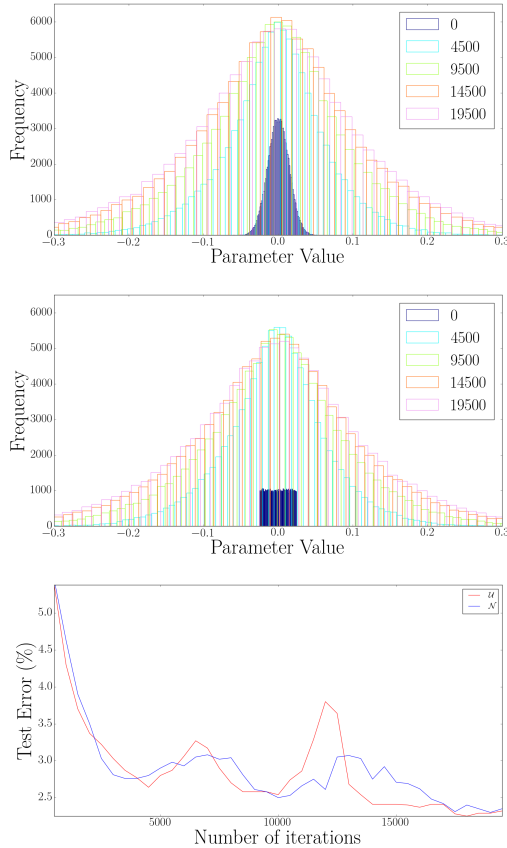 6000
5000
4000
3000
2000
1000
0
Frequency
−0.3 −0.2 −0.1 0.0 0.1 0.2 0.3
Parameter Value
0
4500
9500
14500
19500
6000
5000
4000
3000
2000
1000
0
Frequency
−0.3 −0.2 −0.1 0.0 0.1 0.2 0.3
Parameter Value
0
4500
9500
14500
19500
5.0
4.5
4.0
3.5
3.0
2.5
Test Error (%)
5000 10000 15000
Number of iterations
𝒰
𝒩